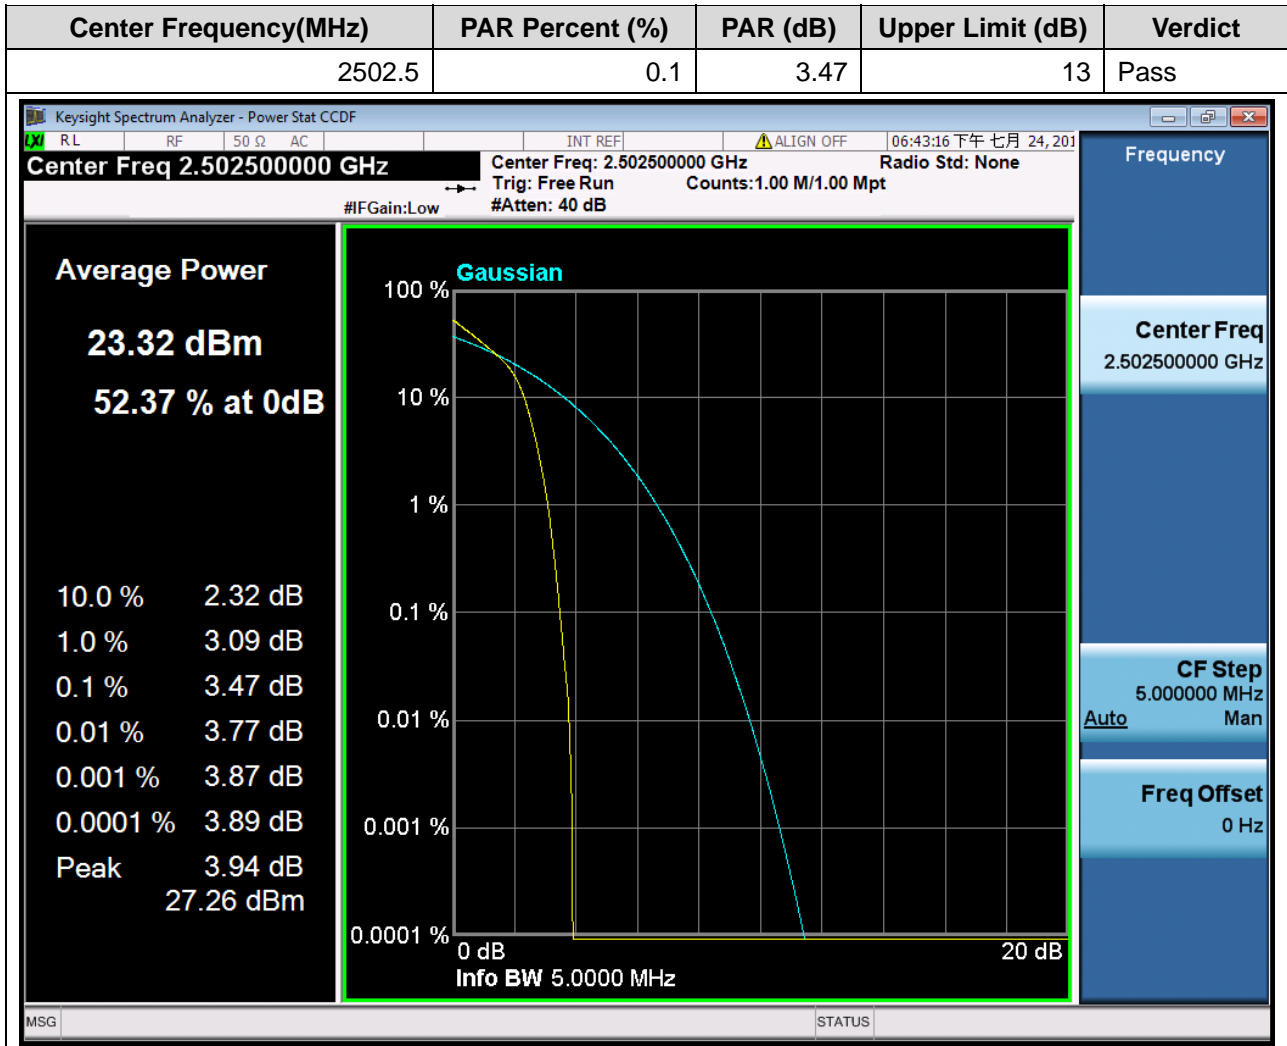 Center Frequency(MHz) PAR Percent (%) PAR (dB) Upper Limit (dB) Verdict
2502.5 0.1 3.47 13 Pass
Keysight Spectrum Analyzer - Power Stat CCDF
LXI RL RF 50 Ω AC INT REF ALIGN OFF 06:43:16 下午 七月 24, 201
Center Freq 2.502500000 GHz
#IFGain:Low
Center Freq: 2.502500000 GHz
Trig: Free Run Counts:1.00 M/1.00 Mpt
#Atten: 40 dB
Radio Std: None
Average Power
23.32 dBm
52.37 % at 0dB
10.0 % 2.32 dB
1.0 % 3.09 dB
0.1 % 3.47 dB
0.01 % 3.77 dB
0.001 % 3.87 dB
0.0001 % 3.89 dB
Peak 3.94 dB
27.26 dBm
Gaussian
100 %
10 %
1 %
0.1 %
0.01 %
0.001 %
0.0001 %
0 dB 20 dB
Info BW 5.0000 MHz
Frequency
Center Freq
2.502500000 GHz
CF Step
5.000000 MHz
Auto Man
Freq Offset
0 Hz
MSG STATUS